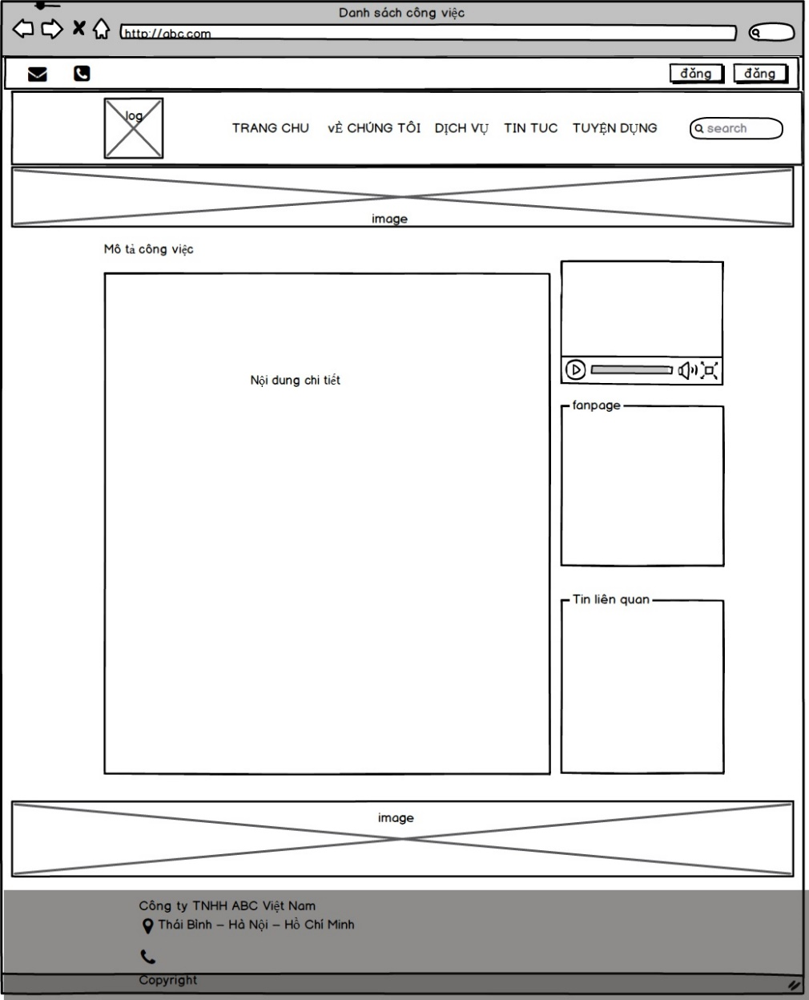 Danh sách công việc
http://abc.com
đăng đăng
log
TRANG CHU vỀ CHÚNG TÔI DỊCH VỤ TIN TUC TUYỆN DỤNG search
image
Mô tả công việc
Nội dung chi tiết
fanpage
Tin liên quan
image
Công ty TNHH ABC Việt Nam
Thái Bình – Hà Nội – Hồ Chí Minh
Copyright